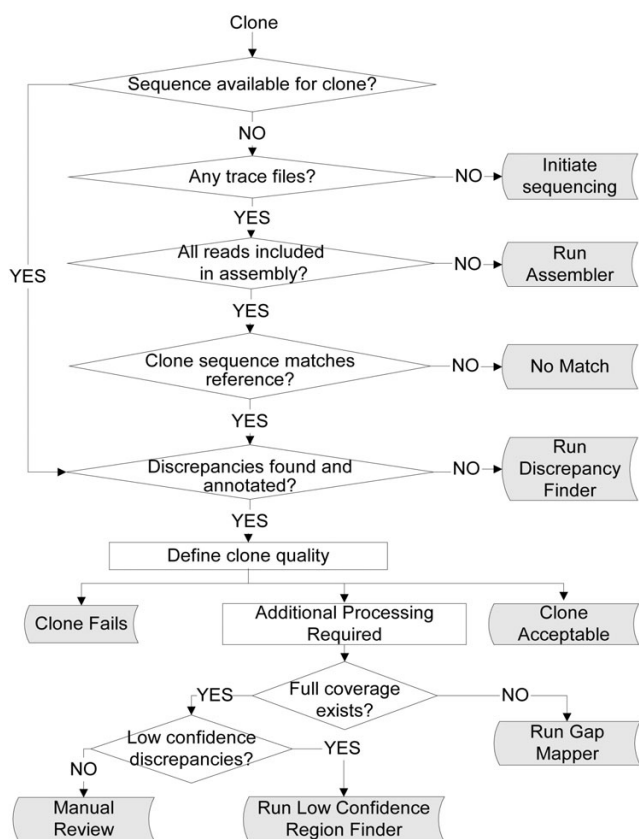 Clone
Sequence available for clone?
NO
Any trace files?
NO
Initiate
sequencing
YES
YES
All reads included
in assembly?
NO
Run
Assembler
YES
Clone sequence matches
reference?
NO
No Match
YES
Discrepancies found and
annotated?
NO
Run
Discrepancy
Finder
YES
Define clone quality
Clone Fails
Additional Processing
Required
Clone
Acceptable
YES
Full coverage
exists?
NO
Run Gap
Mapper
Low confidence
discrepancies?
NO
YES
Manual
Review
Run Low Confidence
Region Finder